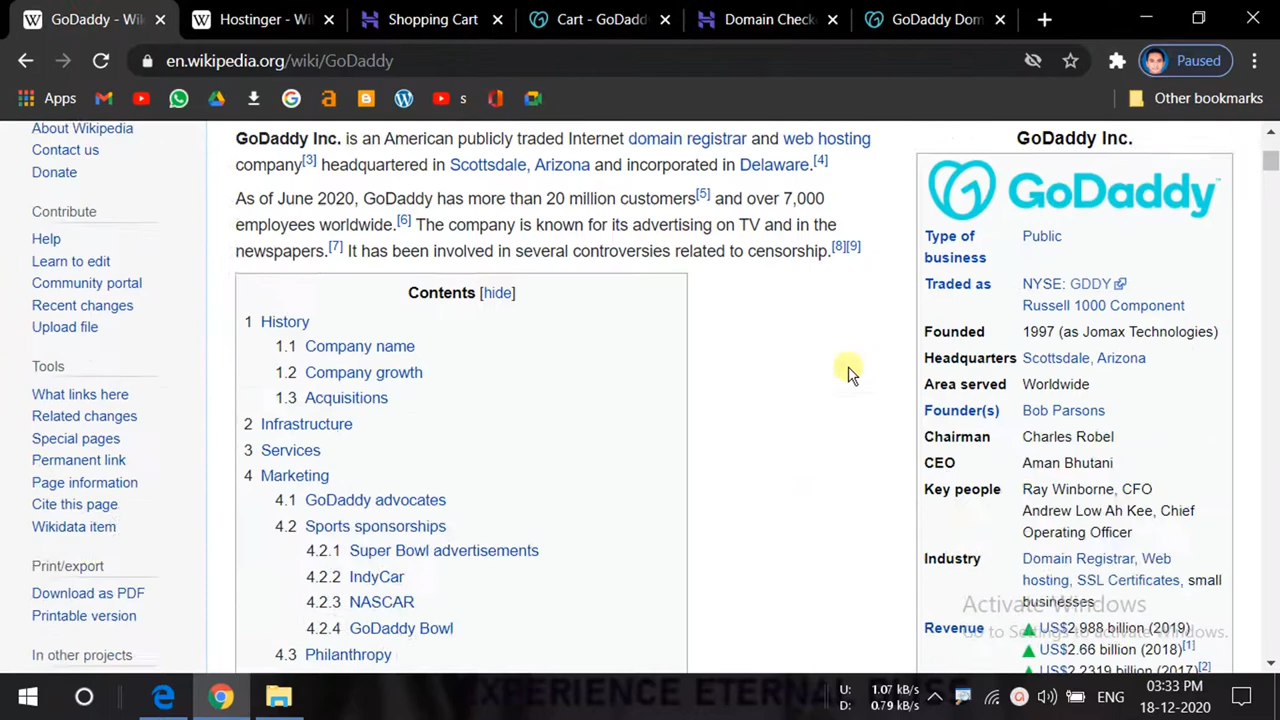 GoDaddy - Wik
Hostinger - Wi
Shopping Cart
Cart - GoDadd
Domain Check
GoDaddy Dom
en.wikipedia.org/wiki/GoDaddy
Paused
Apps
s
Other bookmarks
About Wikipedia
Contact us
Donate
Contribute
Help
Learn to edit
Community portal
Recent changes
Upload file
Tools
What links here
Related changes
Special pages
Permanent link
Page information
Cite this page
Wikidata item
Print/export
Download as PDF
Printable version
In other projects
GoDaddy Inc. is an American publicly traded Internet domain registrar and web hosting
company[3] headquartered in Scottsdale, Arizona and incorporated in Delaware.[4]
As of June 2020, GoDaddy has more than 20 million customers[5] and over 7,000
employees worldwide.[6] The company is known for its advertising on TV and in the
newspapers.[7] It has been involved in several controversies related to censorship.[8][9]
Contents [hide]
1 History
1.1 Company name
1.2 Company growth
1.3 Acquisitions
2 Infrastructure
3 Services
4 Marketing
4.1 GoDaddy advocates
4.2 Sports sponsorships
4.2.1 Super Bowl advertisements
4.2.2 IndyCar
4.2.3 NASCAR
4.2.4 GoDaddy Bowl
4.3 Philanthropy
GoDaddy Inc.
GoDaddy™
Type of business Public
Traded as NYSE: GDDY
Russell 1000 Component
Founded 1997 (as Jomax Technologies)
Headquarters Scottsdale, Arizona
Area served Worldwide
Founder(s) Bob Parsons
Chairman Charles Robel
CEO Aman Bhutani
Key people Ray Winborne, CFO
Andrew Low Ah Kee, Chief
Operating Officer
Industry Domain Registrar, Web
hosting, SSL Certificates, small
businesses
Revenue US$2.988 billion (2019)
US$2.66 billion (2018)[1]
US$2.2319 billion (2017)[2]
Activate Windows
Go to Settings to activate Windows.
EXPERIENCE ETERNAL
U: 1.07 kB/s
D: 0.79 kB/s
ENG
03:33 PM
18-12-2020